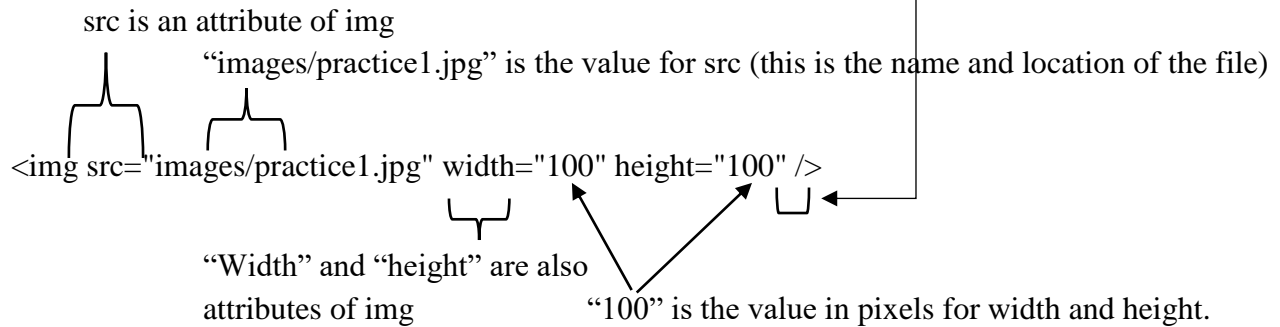 src is an attribute of img
“images/practice1.jpg” is the value for src (this is the name and location of the file)
<img src="images/practice1.jpg" width="100" height="100" />
“Width” and “height” are also
attributes of img
“100” is the value in pixels for width and height.